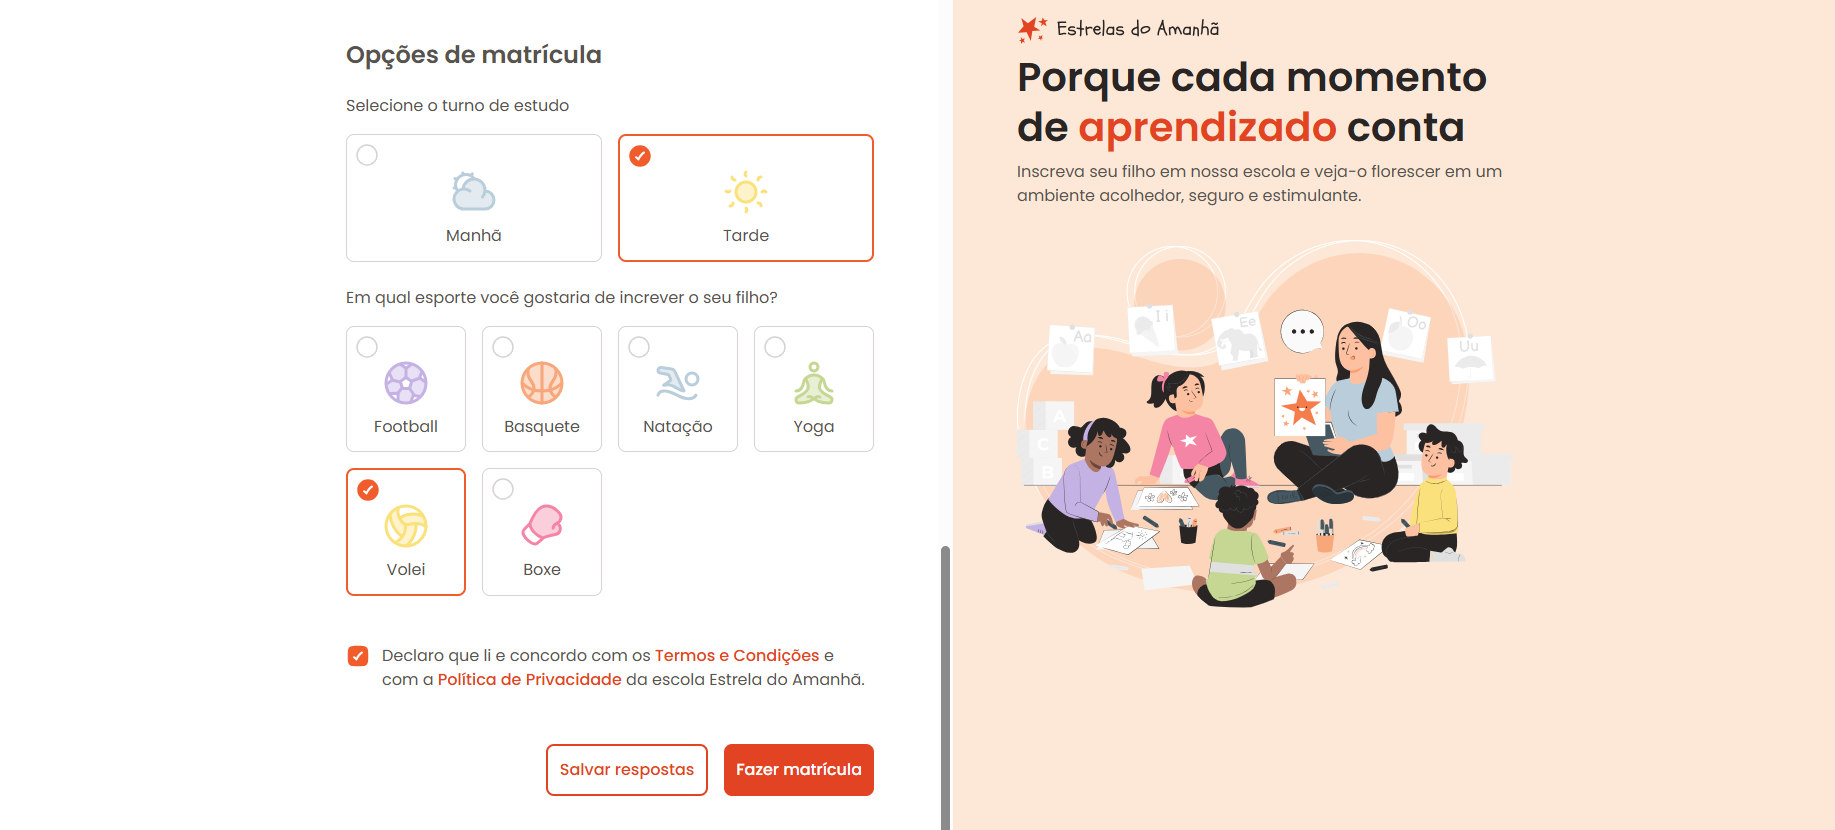 Opções de matrícula
Selecione o turno de estudo
Manhã
Tarde
Em qual esporte você gostaria de increver o seu filho?
Football
Basquete
Natação
Yoga
Volei
Boxe
Declaro que li e concordo com os Termos e Condições e
com a Política de Privacidade da escola Estrela do Amanhã.
Salvar respostas
Fazer matrícula
Estrelas do Amanhã
Porque cada momento
de aprendizado conta
Inscreva seu filho em nossa escola e veja-o florescer em um
ambiente acolhedor, seguro e estimulante.
Aa
Ii
Ee
Oo
Uu
A
C
B